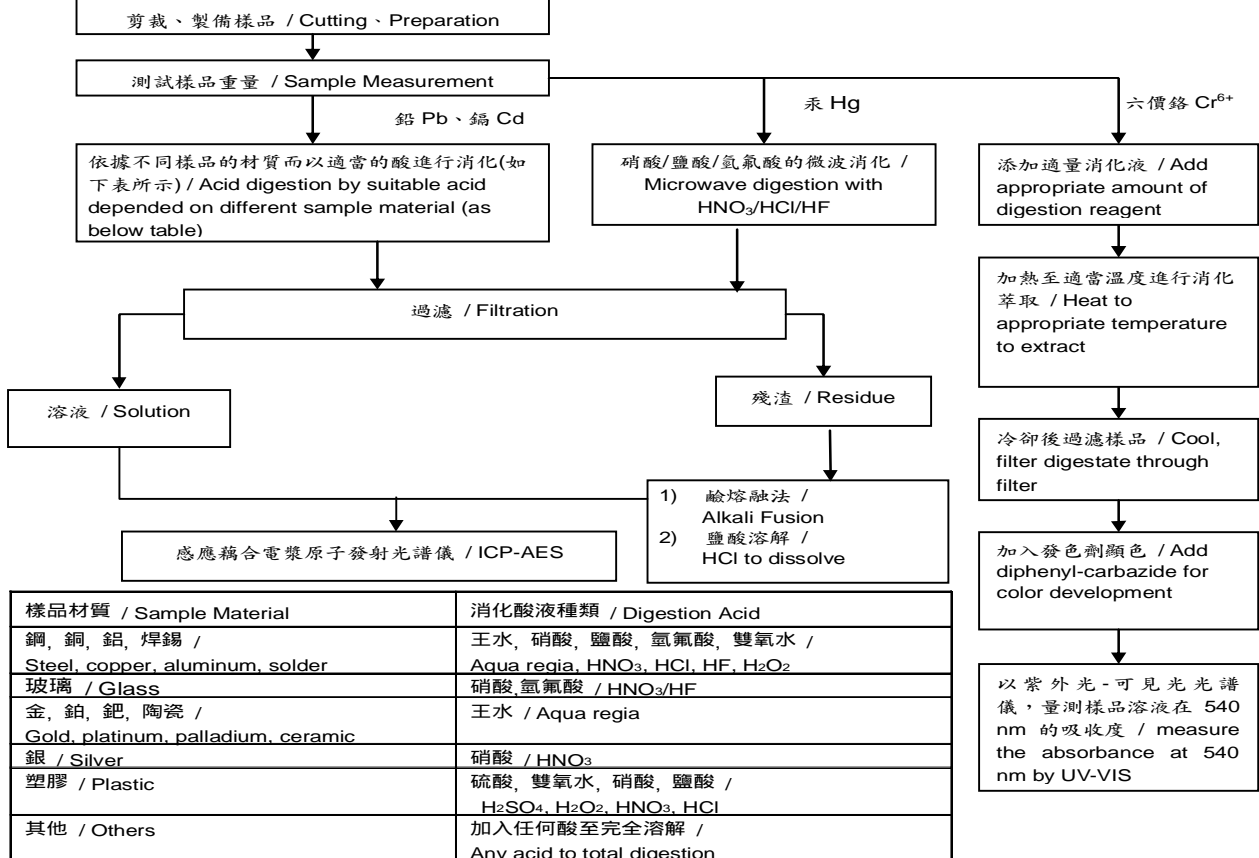 剪裁、製備樣品 / Cutting、Preparation
測試樣品重量 / Sample Measurement
鉛 Pb、鎘 Cd
汞 Hg
六價鉻 Cr⁶⁺
依據不同樣品的材質而以適當的酸進行消化(如
下表所示) / Acid digestion by suitable acid
depended on different sample material (as
below table)
硝酸/鹽酸/氫氟酸的微波消化 /
Microwave digestion with
HNO₃/HCl/HF
添加適量消化液 / Add
appropriate amount of
digestion reagent
過濾 / Filtration
加熱至適當溫度進行消化
萃取 / Heat to
appropriate temperature
to extract
溶液 / Solution
殘渣 / Residue
冷卻後過濾樣品 / Cool,
filter digestate through
filter
1) 鹼熔融法 /
Alkali Fusion
2) 鹽酸溶解 /
HCl to dissolve
感應藕合電漿原子發射光譜儀 / ICP-AES
加入發色劑顯色 / Add
diphenyl-carbazide for
color development
以紫外光-可見光光譜
儀，量測樣品溶液在 540
nm 的吸收度 / measure
the absorbance at 540
nm by UV-VIS
樣品材質 / Sample Material
消化酸液種類 / Digestion Acid
鋼, 銅, 鋁, 焊錫 /
Steel, copper, aluminum, solder
王水, 硝酸, 鹽酸, 氫氟酸, 雙氧水 /
Aqua regia, HNO₃, HCl, HF, H₂O₂
玻璃 / Glass
硝酸,氫氟酸 / HNO₃/HF
金, 鉑, 鈀, 陶瓷 /
Gold, platinum, palladium, ceramic
王水 / Aqua regia
銀 / Silver
硝酸 / HNO₃
塑膠 / Plastic
硫酸, 雙氧水, 硝酸, 鹽酸 /
H₂SO₄, H₂O₂, HNO₃, HCl
其他 / Others
加入任何酸至完全溶解 /
Any acid to total digestion